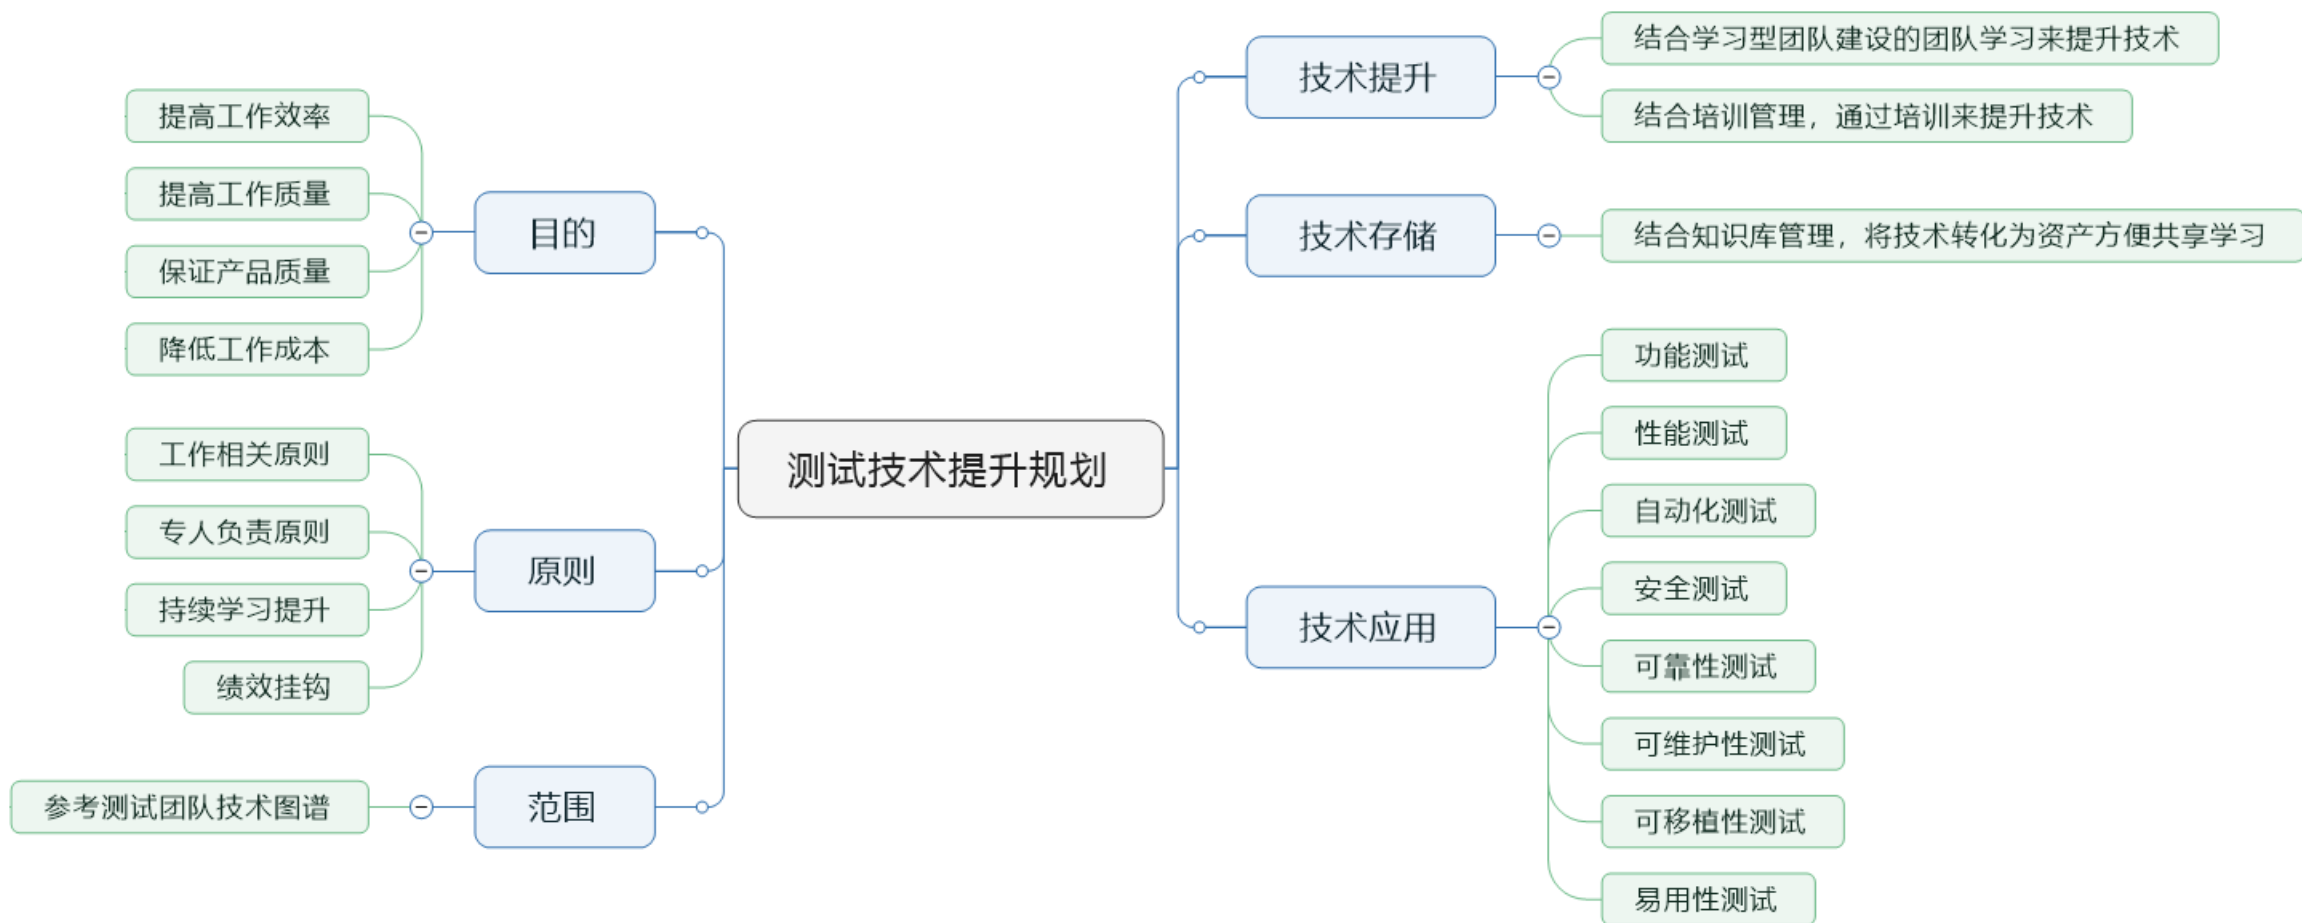 测试技术提升规划
目的
提高工作效率
提高工作质量
保证产品质量
降低工作成本
原则
工作相关原则
专人负责原则
持续学习提升
绩效挂钩
范围
参考测试团队技术图谱
技术提升
结合学习型团队建设的团队学习来提升技术
结合培训管理，通过培训来提升技术
技术存储
结合知识库管理，将技术转化为资产方便共享学习
技术应用
功能测试
性能测试
自动化测试
安全测试
可靠性测试
可维护性测试
可移植性测试
易用性测试